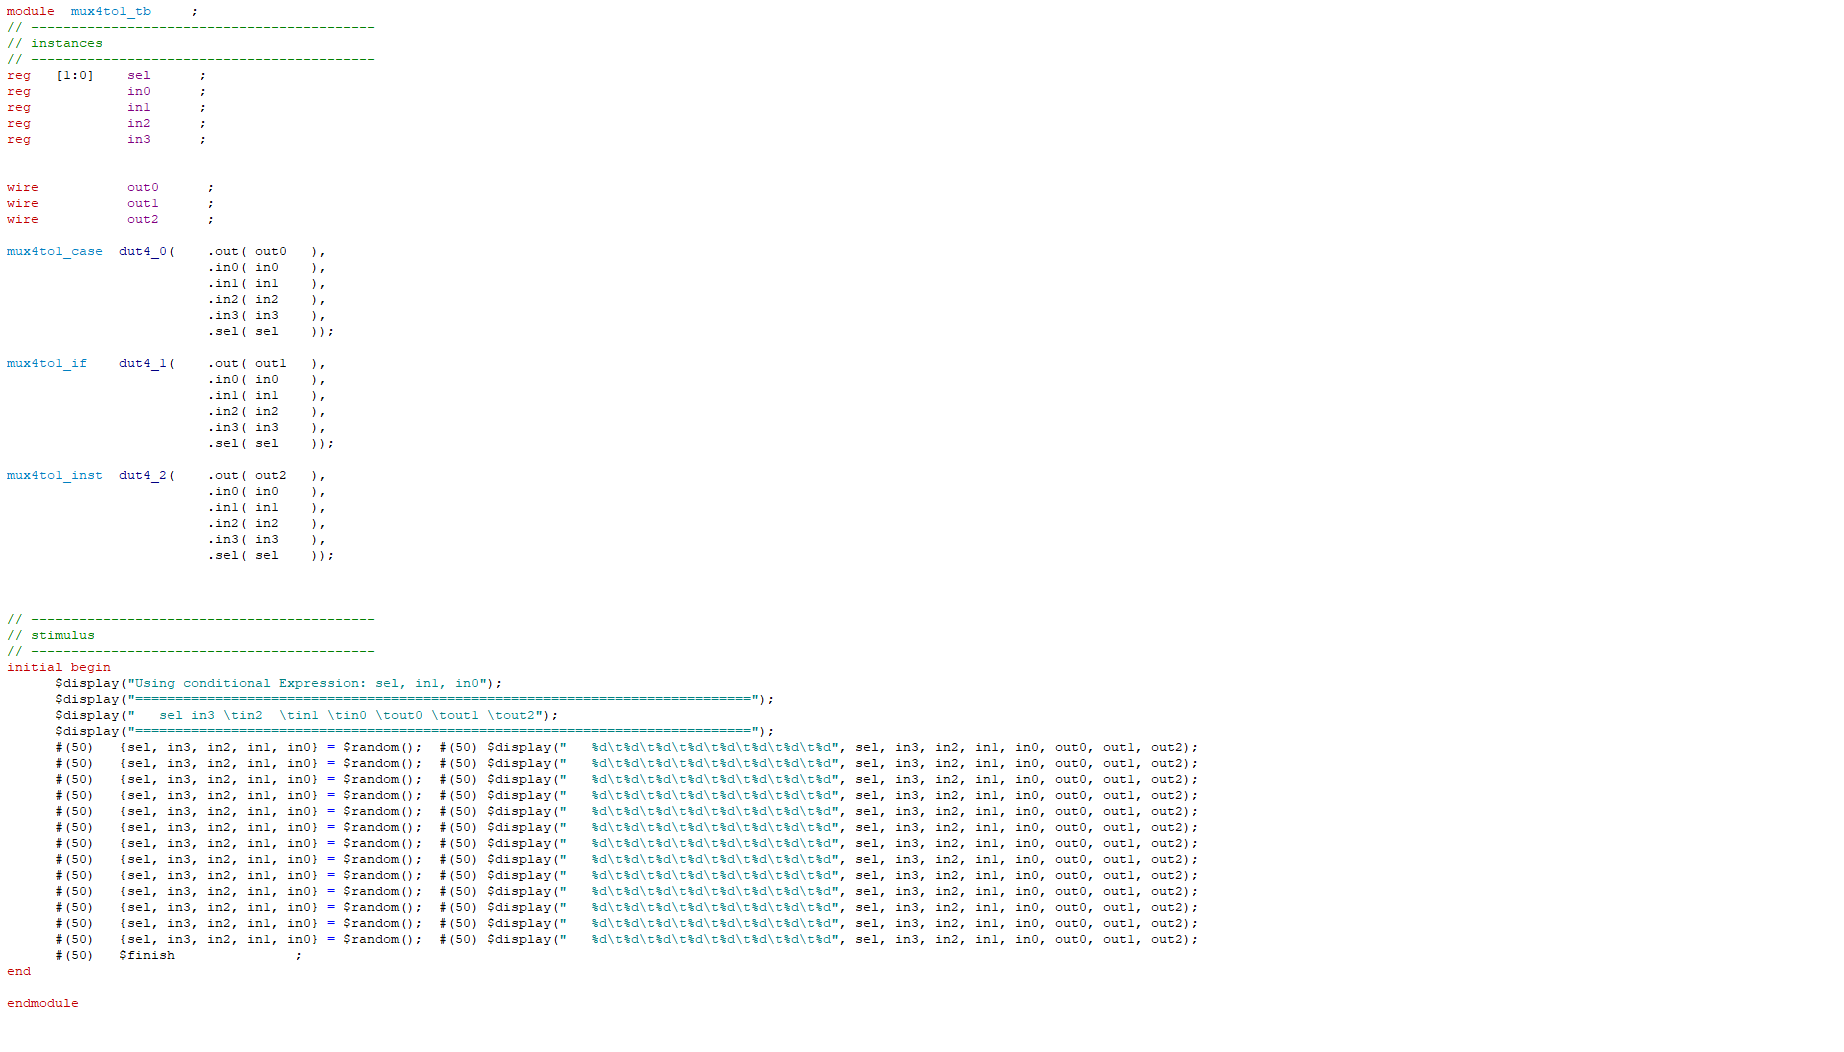 module  mux4to1_tb     ;
// -------------------------------------------
// instances
// -------------------------------------------
reg   [1:0]    sel      ;
reg            in0      ;
reg            in1      ;
reg            in2      ;
reg            in3      ;
wire           out0      ;
wire           out1      ;
wire           out2      ;
mux4to1_case  dut4_0(    .out( out0   ),
                         .in0( in0    ),
                         .in1( in1    ),
                         .in2( in2    ),
                         .in3( in3    ),
                         .sel( sel    ));
mux4to1_if    dut4_1(    .out( out1   ),
                         .in0( in0    ),
                         .in1( in1    ),
                         .in2( in2    ),
                         .in3( in3    ),
                         .sel( sel    ));
mux4to1_inst  dut4_2(    .out( out2   ),
                         .in0( in0    ),
                         .in1( in1    ),
                         .in2( in2    ),
                         .in3( in3    ),
                         .sel( sel    ));
// -------------------------------------------
// stimulus
// -------------------------------------------
initial begin
      $display("Using conditional Expression: sel, in1, in0");
      $display("=============================================================================");
      $display("   sel in3 \tin2  \tin1 \tin0 \tout0 \tout1 \tout2");
      $display("=============================================================================");
      #(50)   {sel, in3, in2, in1, in0} = $random();  #(50) $display("   %d\t%d\t%d\t%d\t%d\t%d\t%d\t%d", sel, in3, in2, in1, in0, out0, out1, out2);
      #(50)   {sel, in3, in2, in1, in0} = $random();  #(50) $display("   %d\t%d\t%d\t%d\t%d\t%d\t%d\t%d", sel, in3, in2, in1, in0, out0, out1, out2);
      #(50)   {sel, in3, in2, in1, in0} = $random();  #(50) $display("   %d\t%d\t%d\t%d\t%d\t%d\t%d\t%d", sel, in3, in2, in1, in0, out0, out1, out2);
      #(50)   {sel, in3, in2, in1, in0} = $random();  #(50) $display("   %d\t%d\t%d\t%d\t%d\t%d\t%d\t%d", sel, in3, in2, in1, in0, out0, out1, out2);
      #(50)   {sel, in3, in2, in1, in0} = $random();  #(50) $display("   %d\t%d\t%d\t%d\t%d\t%d\t%d\t%d", sel, in3, in2, in1, in0, out0, out1, out2);
      #(50)   {sel, in3, in2, in1, in0} = $random();  #(50) $display("   %d\t%d\t%d\t%d\t%d\t%d\t%d\t%d", sel, in3, in2, in1, in0, out0, out1, out2);
      #(50)   {sel, in3, in2, in1, in0} = $random();  #(50) $display("   %d\t%d\t%d\t%d\t%d\t%d\t%d\t%d", sel, in3, in2, in1, in0, out0, out1, out2);
      #(50)   {sel, in3, in2, in1, in0} = $random();  #(50) $display("   %d\t%d\t%d\t%d\t%d\t%d\t%d\t%d", sel, in3, in2, in1, in0, out0, out1, out2);
      #(50)   {sel, in3, in2, in1, in0} = $random();  #(50) $display("   %d\t%d\t%d\t%d\t%d\t%d\t%d\t%d", sel, in3, in2, in1, in0, out0, out1, out2);
      #(50)   {sel, in3, in2, in1, in0} = $random();  #(50) $display("   %d\t%d\t%d\t%d\t%d\t%d\t%d\t%d", sel, in3, in2, in1, in0, out0, out1, out2);
      #(50)   {sel, in3, in2, in1, in0} = $random();  #(50) $display("   %d\t%d\t%d\t%d\t%d\t%d\t%d\t%d", sel, in3, in2, in1, in0, out0, out1, out2);
      #(50)   {sel, in3, in2, in1, in0} = $random();  #(50) $display("   %d\t%d\t%d\t%d\t%d\t%d\t%d\t%d", sel, in3, in2, in1, in0, out0, out1, out2);
      #(50)   {sel, in3, in2, in1, in0} = $random();  #(50) $display("   %d\t%d\t%d\t%d\t%d\t%d\t%d\t%d", sel, in3, in2, in1, in0, out0, out1, out2);
      #(50)   $finish               ;
end
endmodule